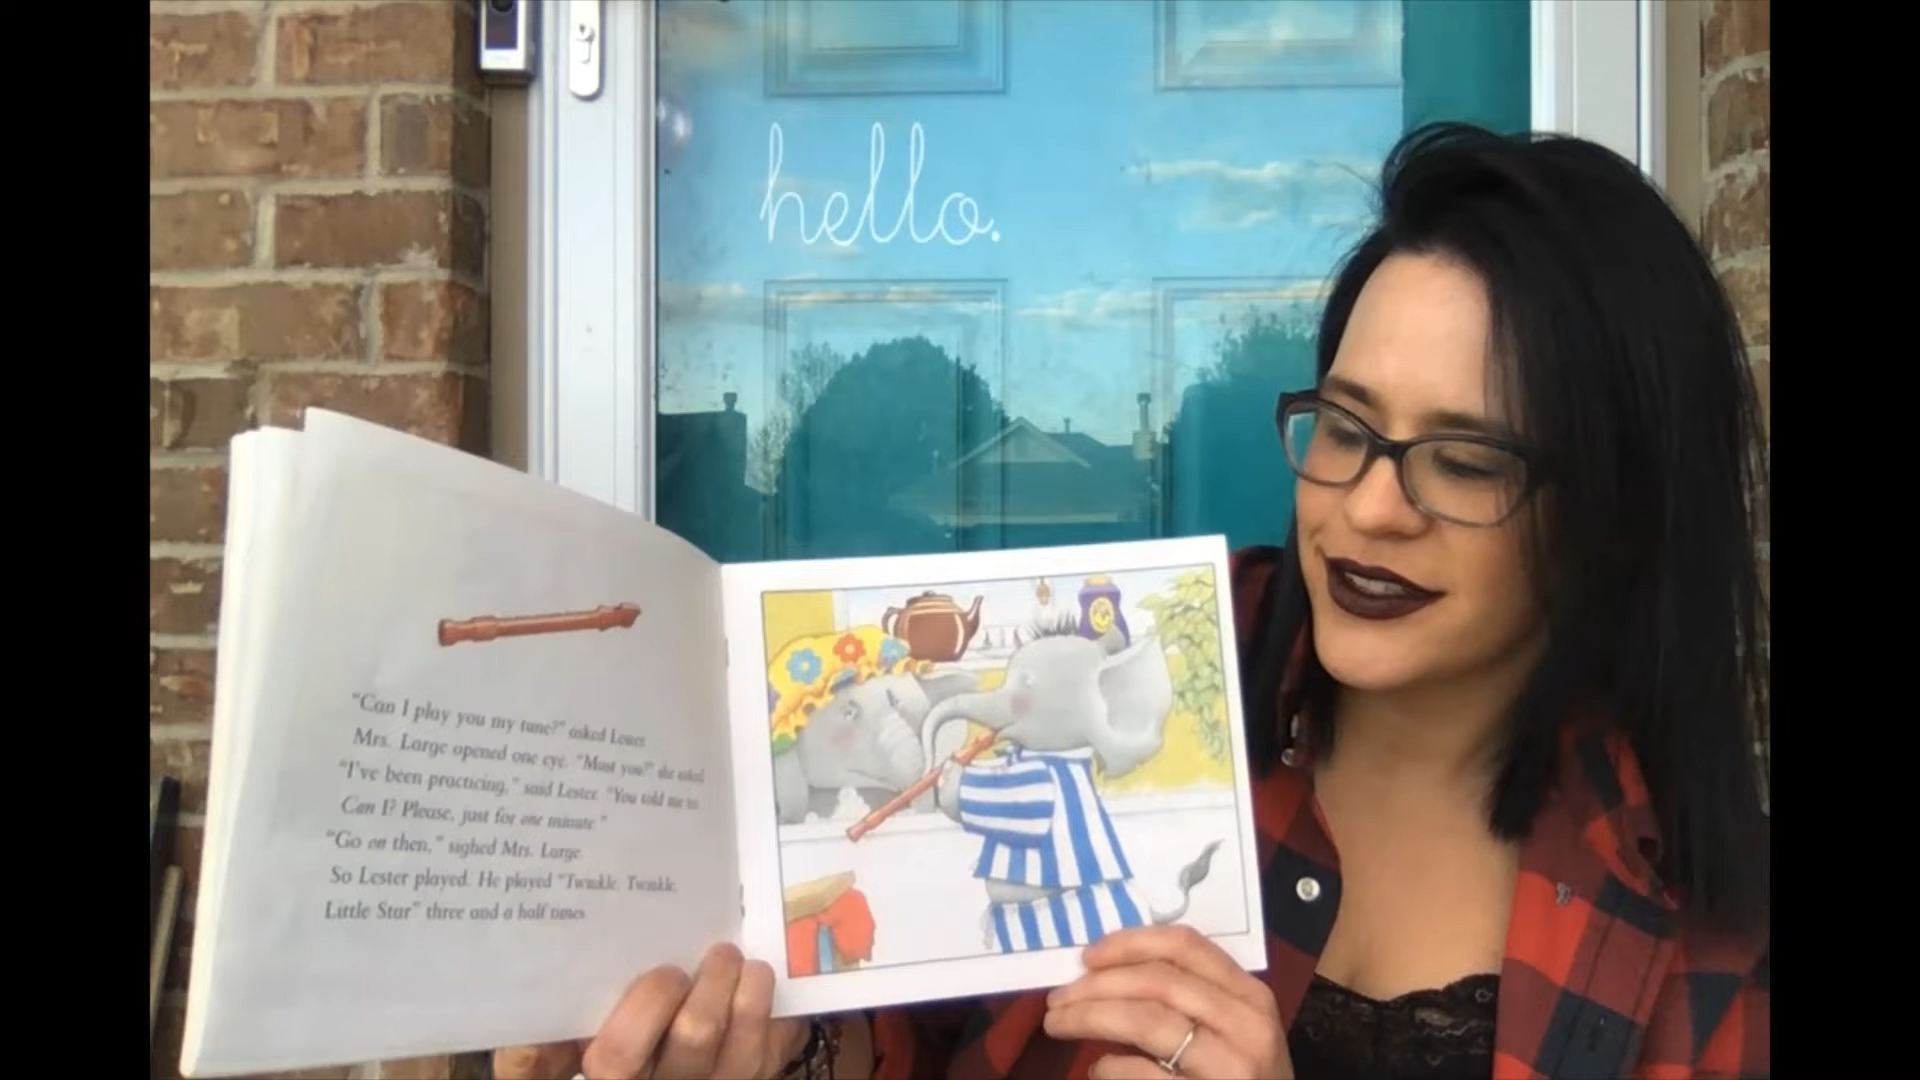 hello.
"Can I play you my tune?" asked Lester.
Mrs. Large opened one eye. "Must you?" she asked.
"I've been practicing," said Lester. "You told me to.
Can I? Please, just for one minute."
"Go on then," sighed Mrs. Large.
So Lester played. He played "Twinkle, Twinkle,
Little Star" three and a half times.